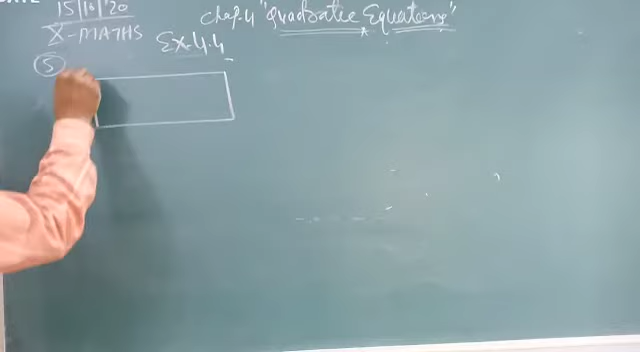 15/10/'20
Chap.4 "Quadratic Equations"
X-MATHS
Ex.4.4
5